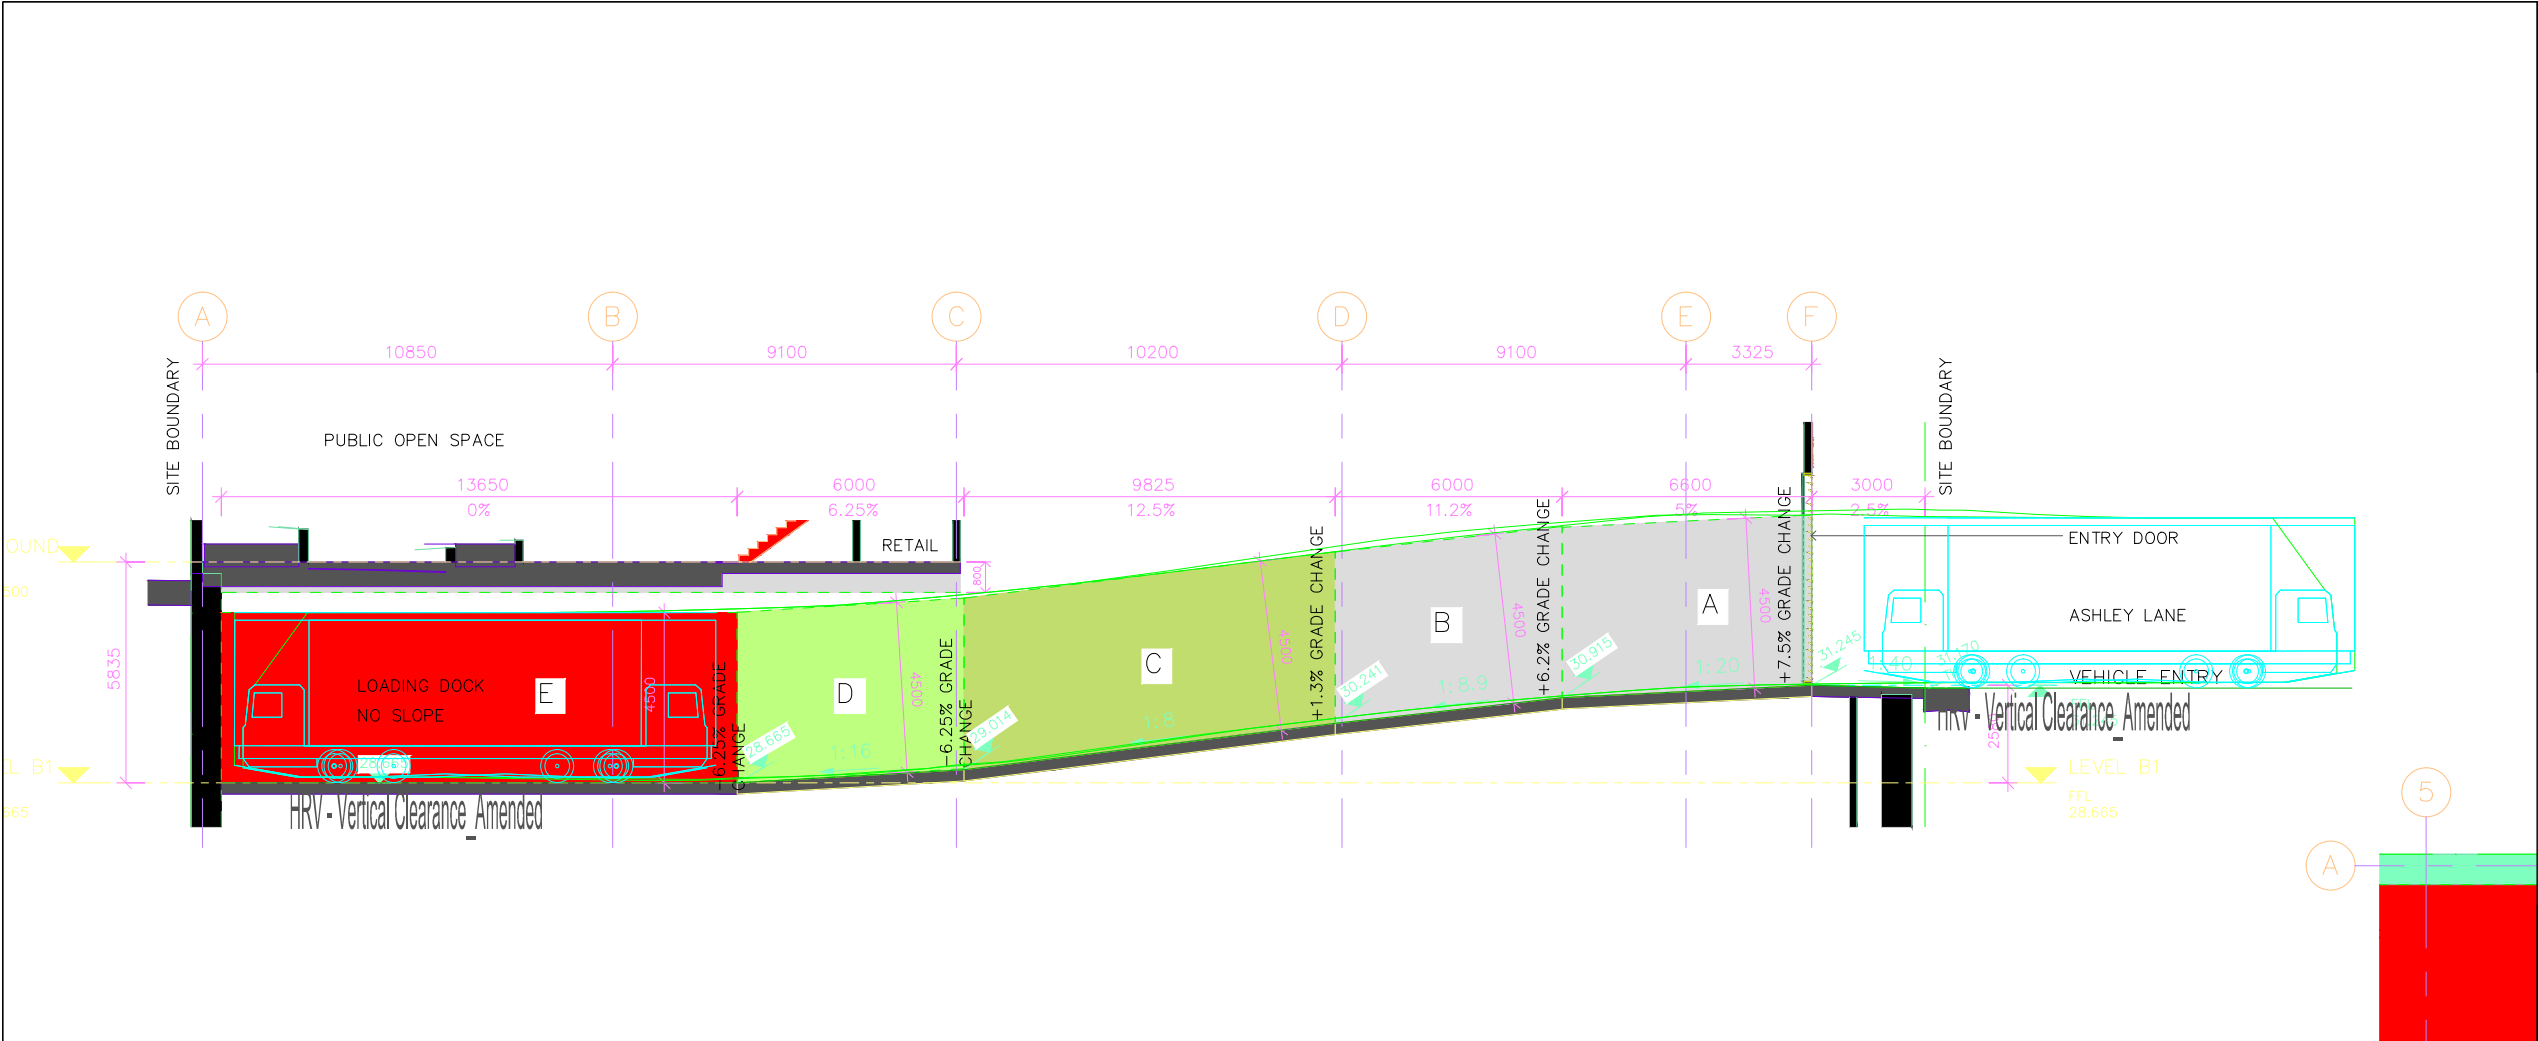 A B C D E F
10850 9100 10200 9100 3325
SITE BOUNDARY
SITE BOUNDARY
PUBLIC OPEN SPACE
13650 6000 9825 6000 6600 3000
0% 6.25% 12.5% 11.2% 5% 2.5%
RETAIL
ENTRY DOOR
800
5835
ASHLEY LANE
VEHICLE ENTRY
LOADING DOCK
NO SLOPE
E
D
C
B
A
4500
4500
4500
4500
4500
-6.25% GRADE
CHANGE
-6.25% GRADE
CHANGE
+1.3% GRADE CHANGE
+6.2% GRADE CHANGE
+7.5% GRADE CHANGE
28.665
29.014
30.241
30.915
31.245
31.170
1:16
1:8
1:8.9
1:20
1:40
HRV - Vertical Clearance_Amended
HRV - Vertical Clearance_Amended
LEVEL B1
FFL
28.665
5
A